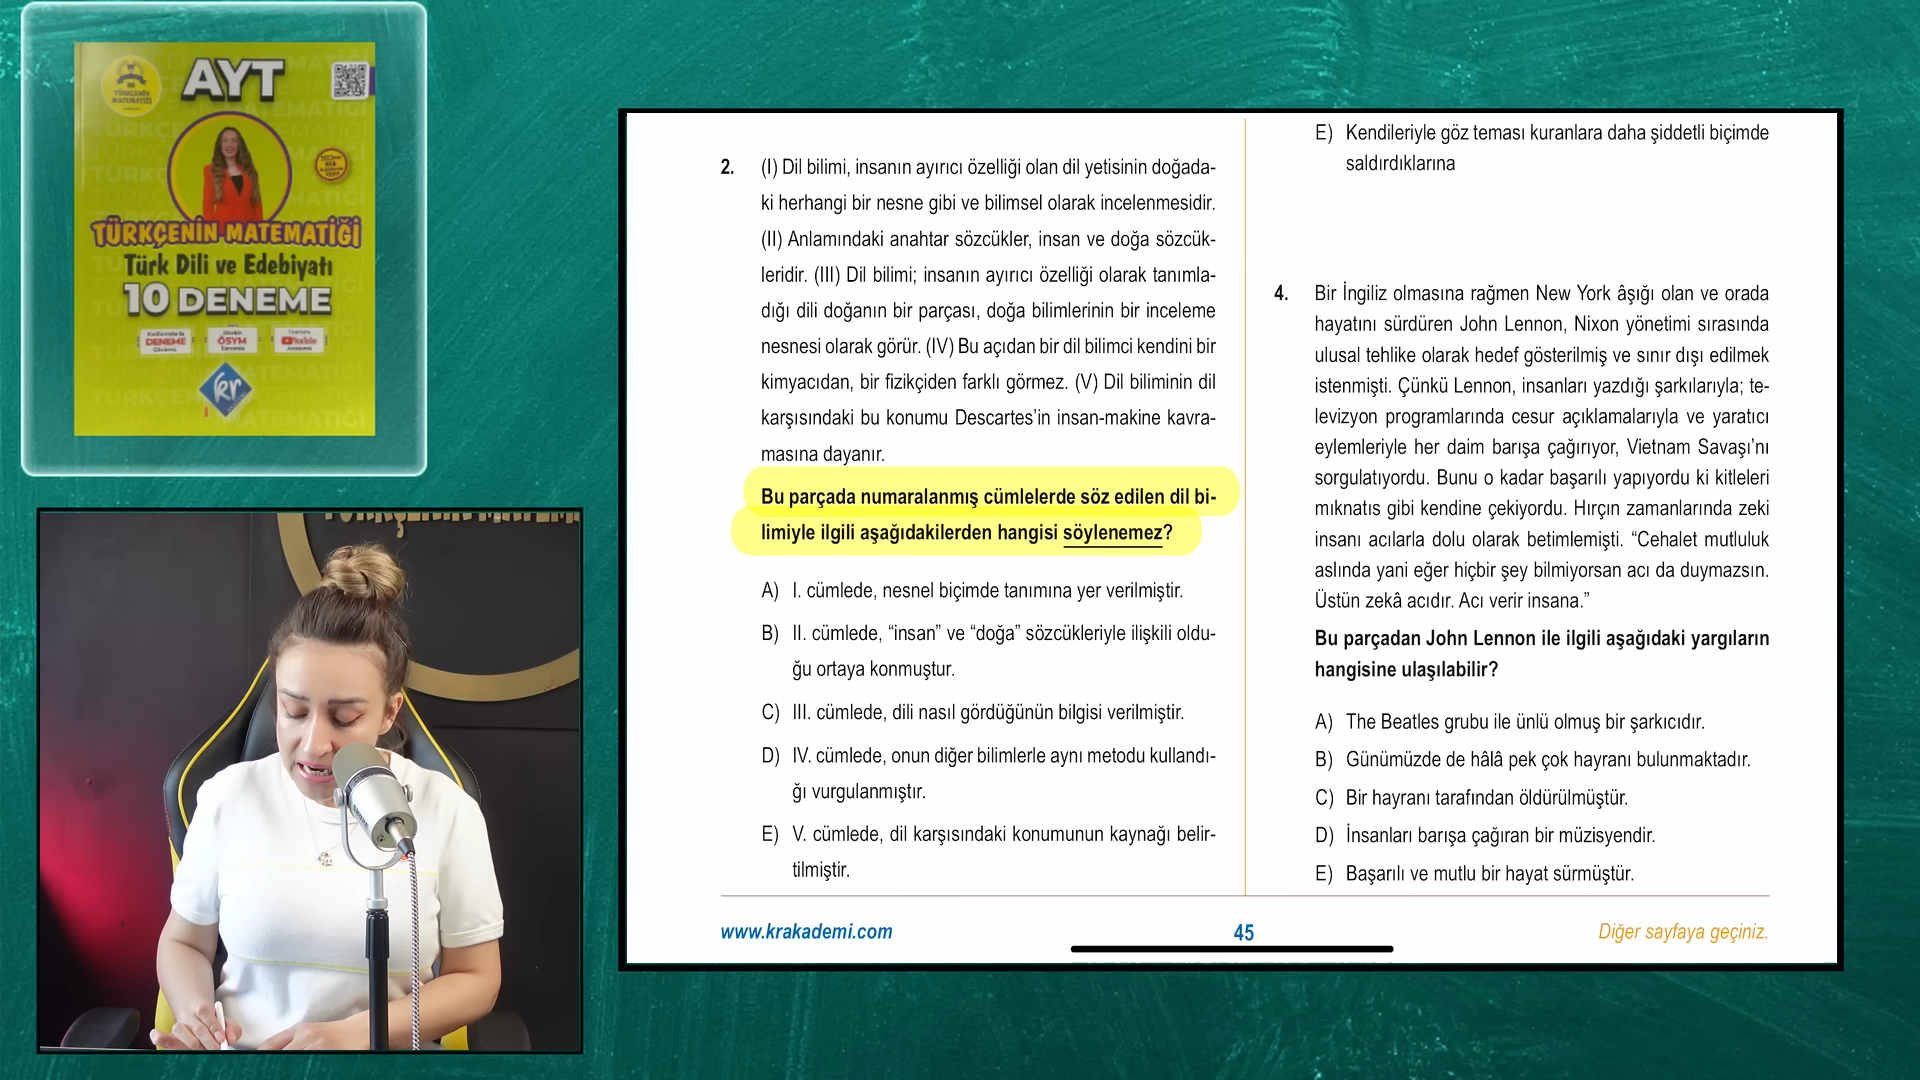 AYT
TÜRKÇENİN MATEMATİĞİ
Türk Dili ve Edebiyatı
10 DENEME
DENEME
ÖSYM
YouTube
kr
2. (I) Dil bilimi, insanın ayırıcı özelliği olan dil yetisinin doğada-
ki herhangi bir nesne gibi ve bilimsel olarak incelenmesidir.
(II) Anlamındaki anahtar sözcükler, insan ve doğa sözcük-
leridir. (III) Dil bilimi; insanın ayırıcı özelliği olarak tanımla-
dığı dili doğanın bir parçası, doğa bilimlerinin bir inceleme
nesnesi olarak görür. (IV) Bu açıdan bir dil bilimci kendini bir
kimyacıdan, bir fizikçiden farklı görmez. (V) Dil biliminin dil
karşısındaki bu konumu Descartes’in insan-makine kavra-
masına dayanır.
Bu parçada numaralanmış cümlelerde söz edilen dil bi-
limiyle ilgili aşağıdakilerden hangisi söylenemez?
A) I. cümlede, nesnel biçimde tanımına yer verilmiştir.
B) II. cümlede, “insan” ve “doğa” sözcükleriyle ilişkili oldu-
ğu ortaya konmuştur.
C) III. cümlede, dili nasıl gördüğünün bilgisi verilmiştir.
D) IV. cümlede, onun diğer bilimlerle aynı metodu kullandı-
ğı vurgulanmıştır.
E) V. cümlede, dil karşısındaki konumunun kaynağı belir-
tilmiştir.
E) Kendileriyle göz teması kuranlara daha şiddetli biçimde
saldırdıklarına
4. Bir İngiliz olmasına rağmen New York âşığı olan ve orada
hayatını sürdüren John Lennon, Nixon yönetimi sırasında
ulusal tehlike olarak hedef gösterilmiş ve sınır dışı edilmek
istenmişti. Çünkü Lennon, insanları yazdığı şarkılarıyla; te-
levizyon programlarında cesur açıklamalarıyla ve yaratıcı
eylemleriyle her daim barışa çağırıyor, Vietnam Savaşı’nı
sorgulatıyordu. Bunu o kadar başarılı yapıyordu ki kitleleri
mıknatıs gibi kendine çekiyordu. Hırçın zamanlarında zeki
insanı acılarla dolu olarak betimlemişti. “Cehalet mutluluk
aslında yani eğer hiçbir şey bilmiyorsan acı da duymazsın.
Üstün zekâ acıdır. Acı verir insana.”
Bu parçadan John Lennon ile ilgili aşağıdaki yargıların
hangisine ulaşılabilir?
A) The Beatles grubu ile ünlü olmuş bir şarkıcıdır.
B) Günümüzde de hâlâ pek çok hayranı bulunmaktadır.
C) Bir hayranı tarafından öldürülmüştür.
D) İnsanları barışa çağıran bir müzisyendir.
E) Başarılı ve mutlu bir hayat sürmüştür.
www.krakademi.com
45
Diğer sayfaya geçiniz.